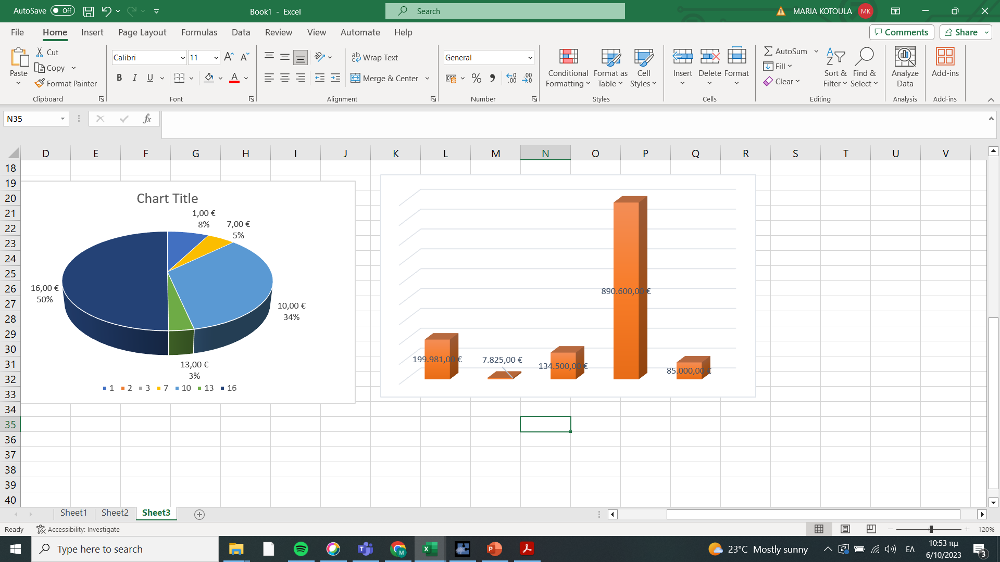 AutoSave Off Book1 - Excel Search MARIA KOTOULA MK
File Home Insert Page Layout Formulas Data Review View Automate Help Comments Share
Paste Cut Copy Format Painter Clipboard
Calibri 11 B I U A Font
ab Wrap Text Merge & Center Alignment
General % Number
Conditional Formatting Format as Table Cell Styles Styles
Insert Delete Format Cells
AutoSum Fill Clear Sort & Filter Find & Select Editing
Analyze Data Analysis
Add-ins Add-ins
N35 fx
D E F G H I J K L M N O P Q R S T U V
18
19
20
21
22
23
24
25
26
27
28
29
30
31
32
33
34
35
36
37
38
39
40
Chart Title
1,00 €
8%
7,00 €
5%
16,00 €
50%
10,00 €
34%
13,00 €
3%
1 2 3 7 10 13 16
890.600,00 €
199.981,00 €
7.825,00 €
134.500,00 €
85.000,00 €
Sheet1 Sheet2 Sheet3
Ready Accessibility: Investigate 120%
Type here to search 23°C Mostly sunny ΕΛ 10:53 πμ
6/10/2023 3